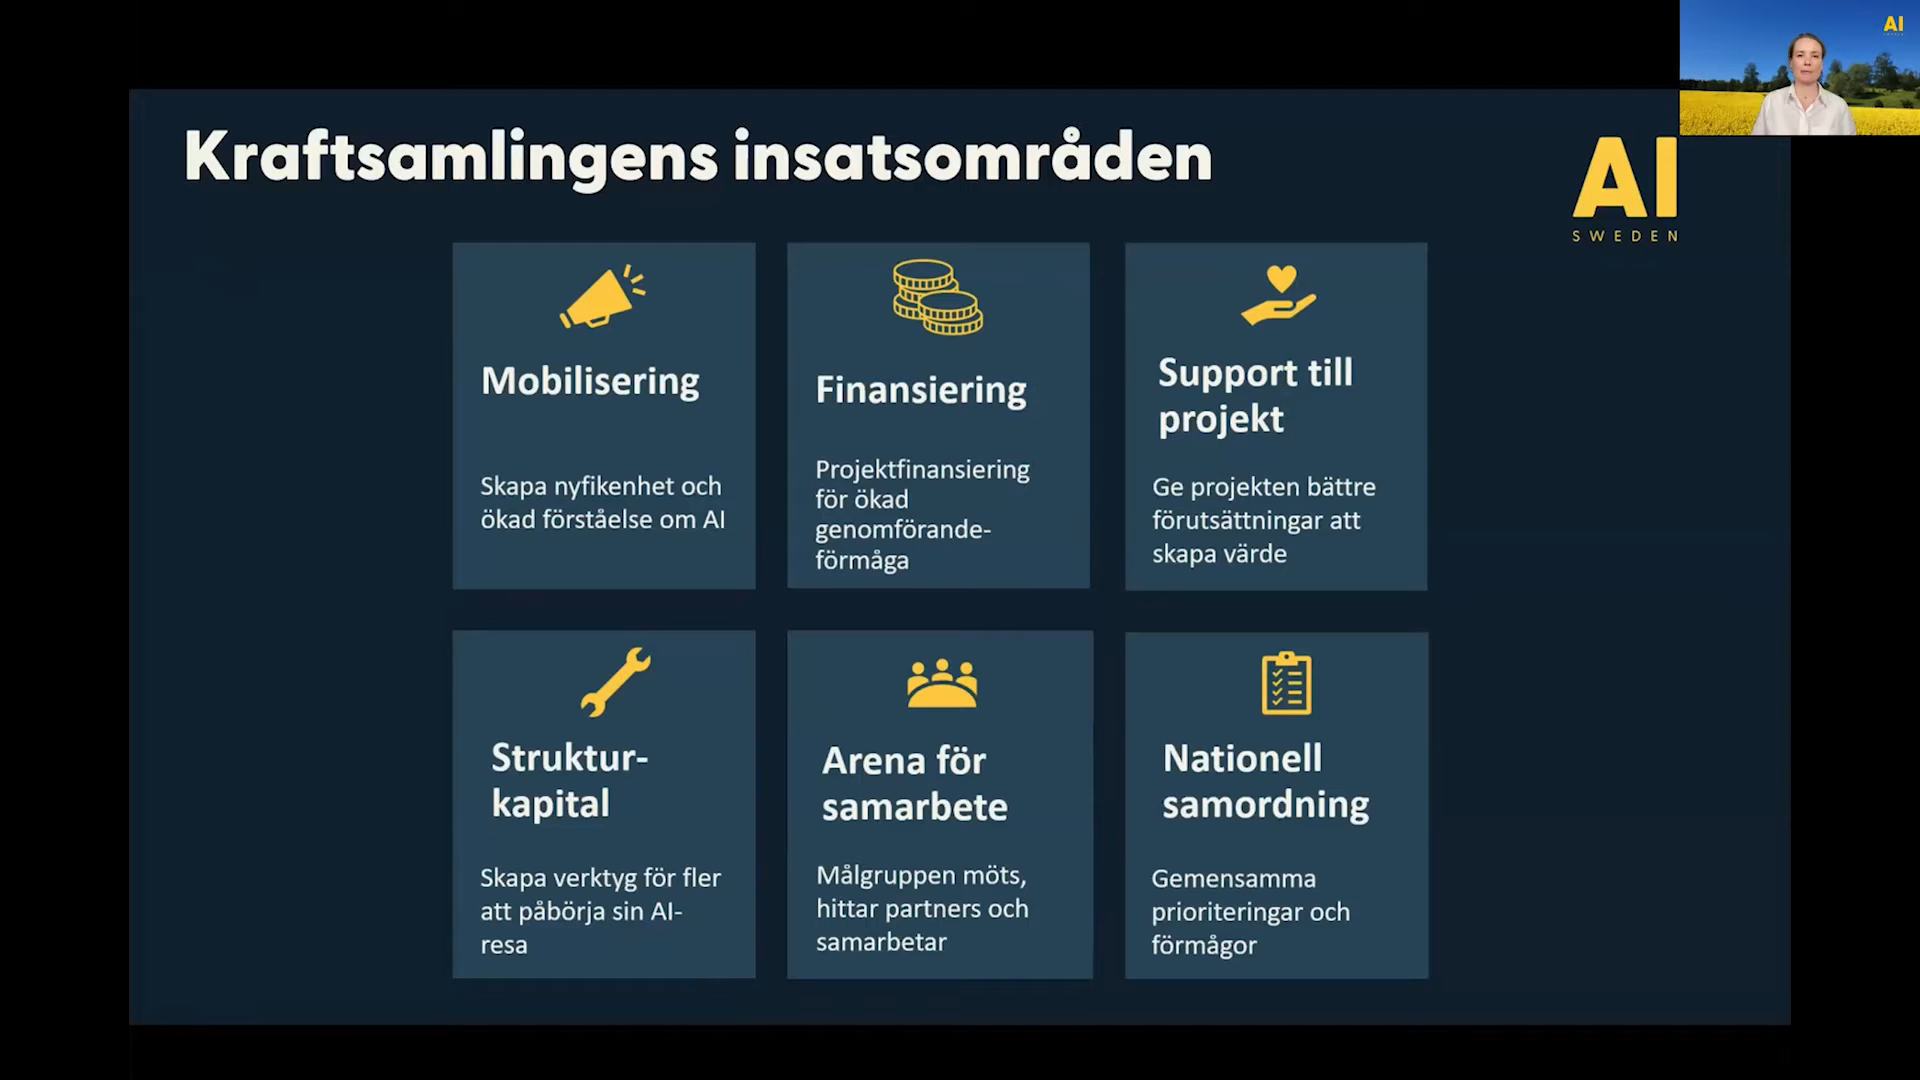 AI
Kraftsamlingens insatsområden
AI
SWEDEN
Mobilisering
Skapa nyfikenhet och
ökad förståelse om AI
Finansiering
Projektfinansiering
för ökad
genomförande-
förmåga
Support till
projekt
Ge projekten bättre
förutsättningar att
skapa värde
Struktur-
kapital
Skapa verktyg för fler
att påbörja sin AI-
resa
Arena för
samarbete
Målgruppen möts,
hittar partners och
samarbetar
Nationell
samordning
Gemensamma
prioriteringar och
förmågor